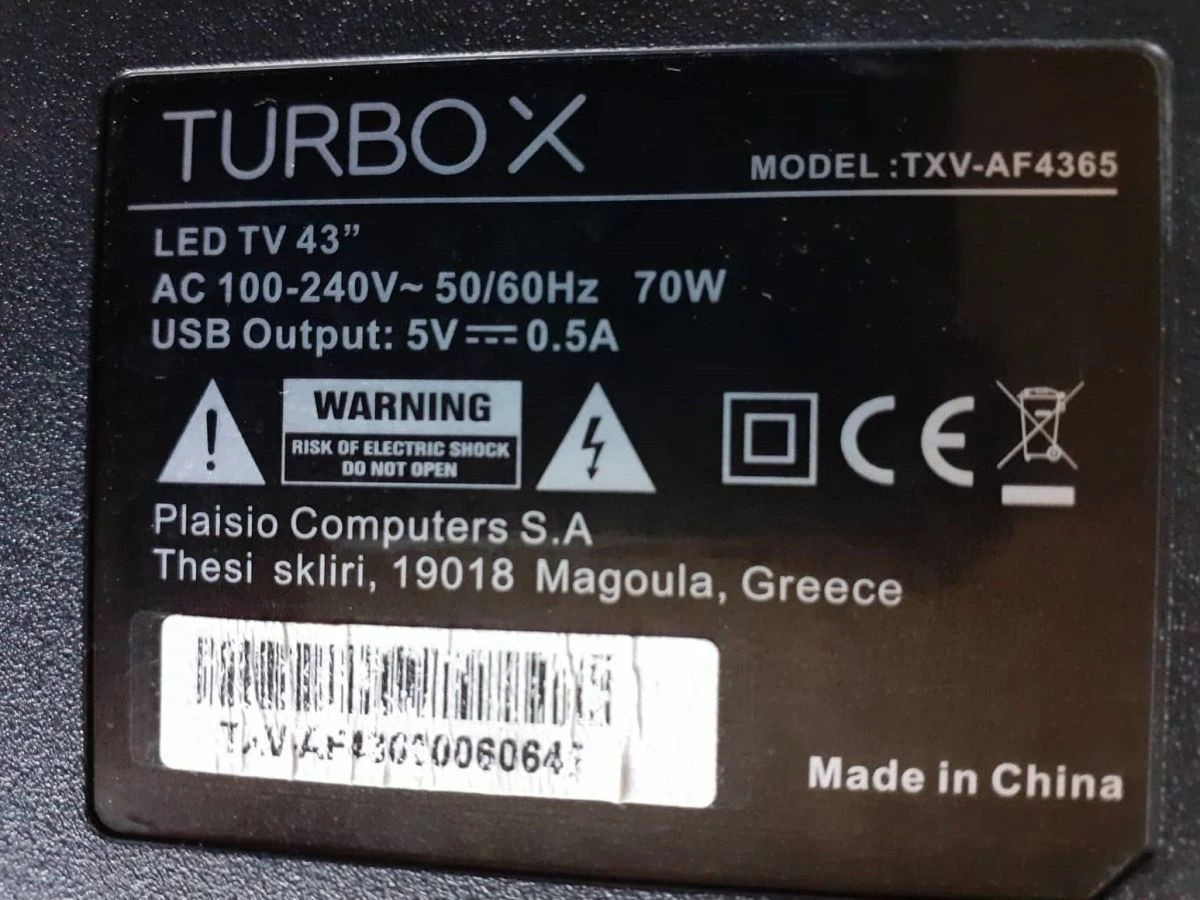 TURBO X
MODEL :TXV-AF4365
LED TV 43”
AC 100-240V~ 50/60Hz 70W
USB Output: 5V⎓0.5A
WARNING
RISK OF ELECTRIC SHOCK
DO NOT OPEN
CE
Plaisio Computers S.A
Thesi skliri, 19018 Magoula, Greece
Made in China